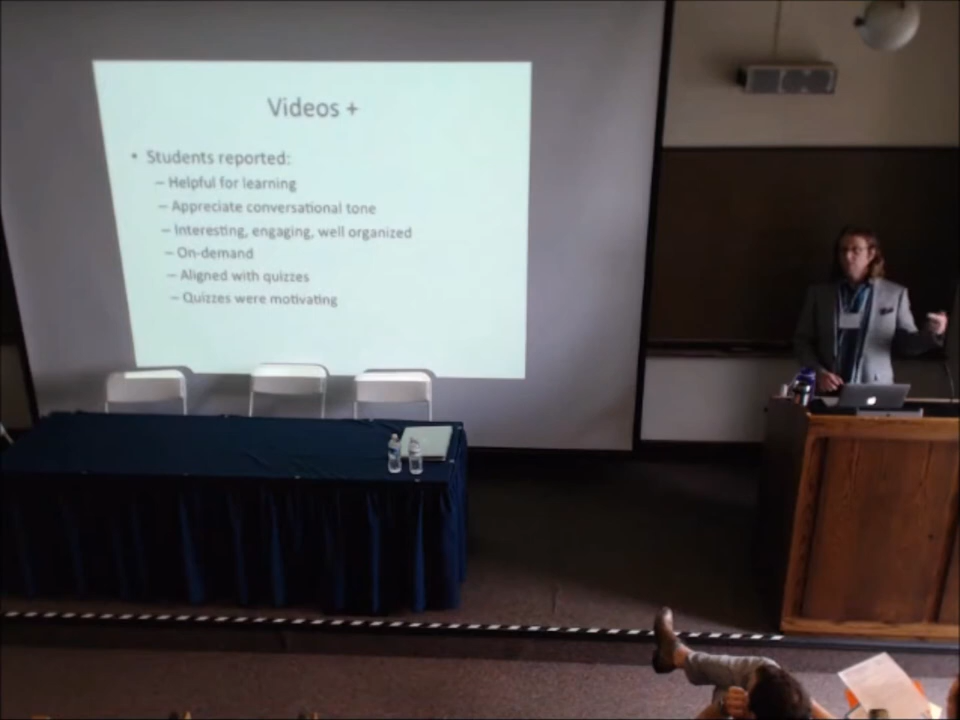 Videos +
• Students reported:
– Helpful for learning
– Appreciate conversational tone
– Interesting, engaging, well organized
– On-demand
– Aligned with quizzes
– Quizzes were motivating